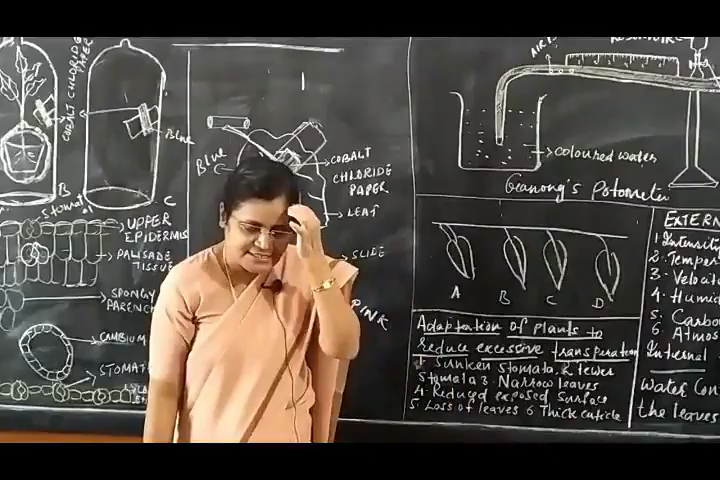 COBALT CHLORIDE
PAPER
Blue
B
C
Stomata
UPPER
EPIDERMIS
PALISADE
TISSUE
SPONGY
CAMBIUM
Blue
COBALT
CHLORIDE
PAPER
LEAF
SLIDE
PINK
coloured water
Ganong's Potometer
A B C D
Adaptation of plants to
reduce excessive transpiration
1 Sunken stomata 2 fewer
Stomata 3. Narrow leaves
4 Reduced exposed surface
5 Loss of leaves 6 Thick cuticle
EXTERN
1. Intensit
2. Temper
3. Veloci
4. Humi
5. Carbo
6. Atmos
Internal
Water Con
the leaves